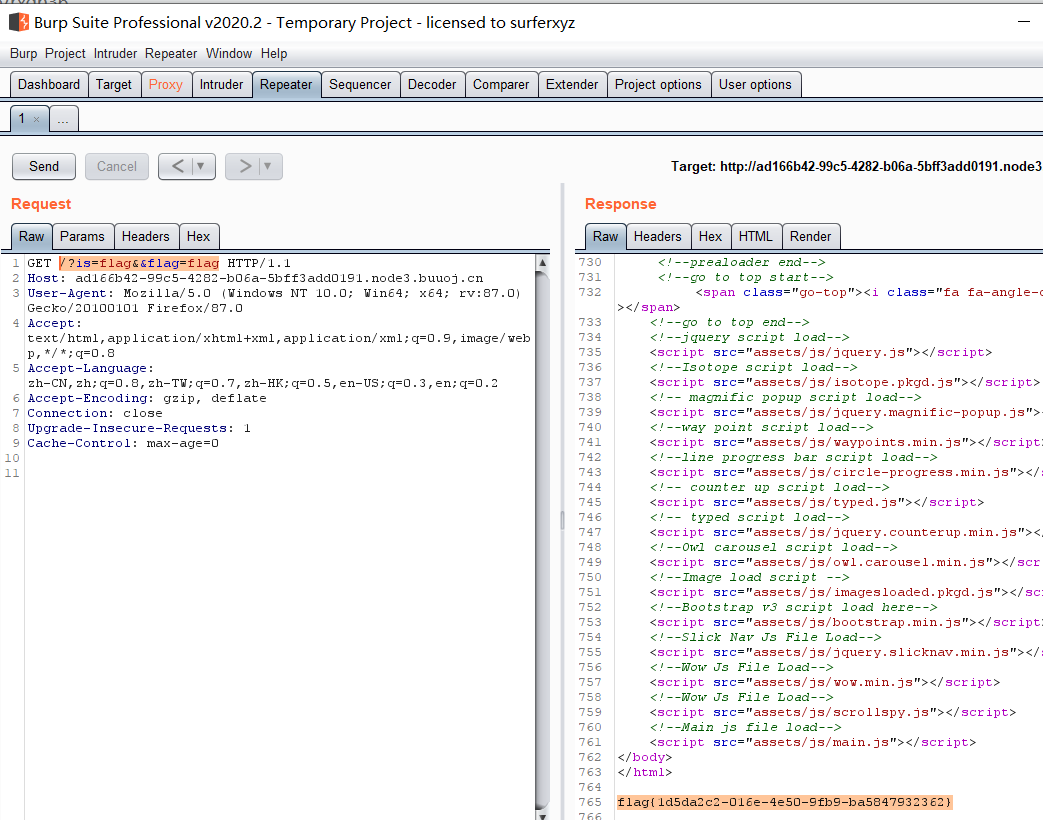 Burp Suite Professional v2020.2 - Temporary Project - licensed to surferxyz
Burp Project Intruder Repeater Window Help
Dashboard Target Proxy Intruder Repeater Sequencer Decoder Comparer Extender Project options User options
1 × ...
Send Cancel < ▼ > ▼ Target: http://ad166b42-99c5-4282-b06a-5bff3add0191.node3
Request
Raw Params Headers Hex
1 GET /?is=flag&&flag=flag HTTP/1.1
2 Host: ad166b42-99c5-4282-b06a-5bff3add0191.node3.buuoj.cn
3 User-Agent: Mozilla/5.0 (Windows NT 10.0; Win64; x64; rv:87.0)
Gecko/20100101 Firefox/87.0
4 Accept:
text/html,application/xhtml+xml,application/xml;q=0.9,image/web
p,*/*;q=0.8
5 Accept-Language:
zh-CN,zh;q=0.8,zh-TW;q=0.7,zh-HK;q=0.5,en-US;q=0.3,en;q=0.2
6 Accept-Encoding: gzip, deflate
7 Connection: close
8 Upgrade-Insecure-Requests: 1
9 Cache-Control: max-age=0
10
11
Response
Raw Headers Hex HTML Render
730 <!--prealoader end-->
731 <!--go to top start-->
732 <span class="go-top"><i class="fa fa-angle-
></span>
733 <!--go to top end-->
734 <!--jquery script load-->
735 <script src="assets/js/jquery.js"></script>
736 <!--Isotope script load-->
737 <script src="assets/js/isotope.pkgd.js"></script>
738 <!-- magnific popup script load-->
739 <script src="assets/js/jquery.magnific-popup.js">
740 <!--way point script load-->
741 <script src="assets/js/waypoints.min.js"></script>
742 <!--line progress bar script load-->
743 <script src="assets/js/circle-progress.min.js"></
744 <!-- counter up script load-->
745 <script src="assets/js/typed.js"></script>
746 <!-- typed script load-->
747 <script src="assets/js/jquery.counterup.min.js"><
748 <!--Owl carousel script load-->
749 <script src="assets/js/owl.carousel.min.js"></scr
750 <!--Image load script -->
751 <script src="assets/js/imagesloaded.pkgd.js"></sc
752 <!--Bootstrap v3 script load here-->
753 <script src="assets/js/bootstrap.min.js"></script
754 <!--Slick Nav Js File Load-->
755 <script src="assets/js/jquery.slicknav.min.js"></
756 <!--Wow Js File Load-->
757 <script src="assets/js/wow.min.js"></script>
758 <!--Wow Js File Load-->
759 <script src="assets/js/scrollspy.js"></script>
760 <!--Main js file load-->
761 <script src="assets/js/main.js"></script>
762 </body>
763 </html>
764
765 flag{1d5da2c2-016e-4e50-9fb9-ba5847932362}
766